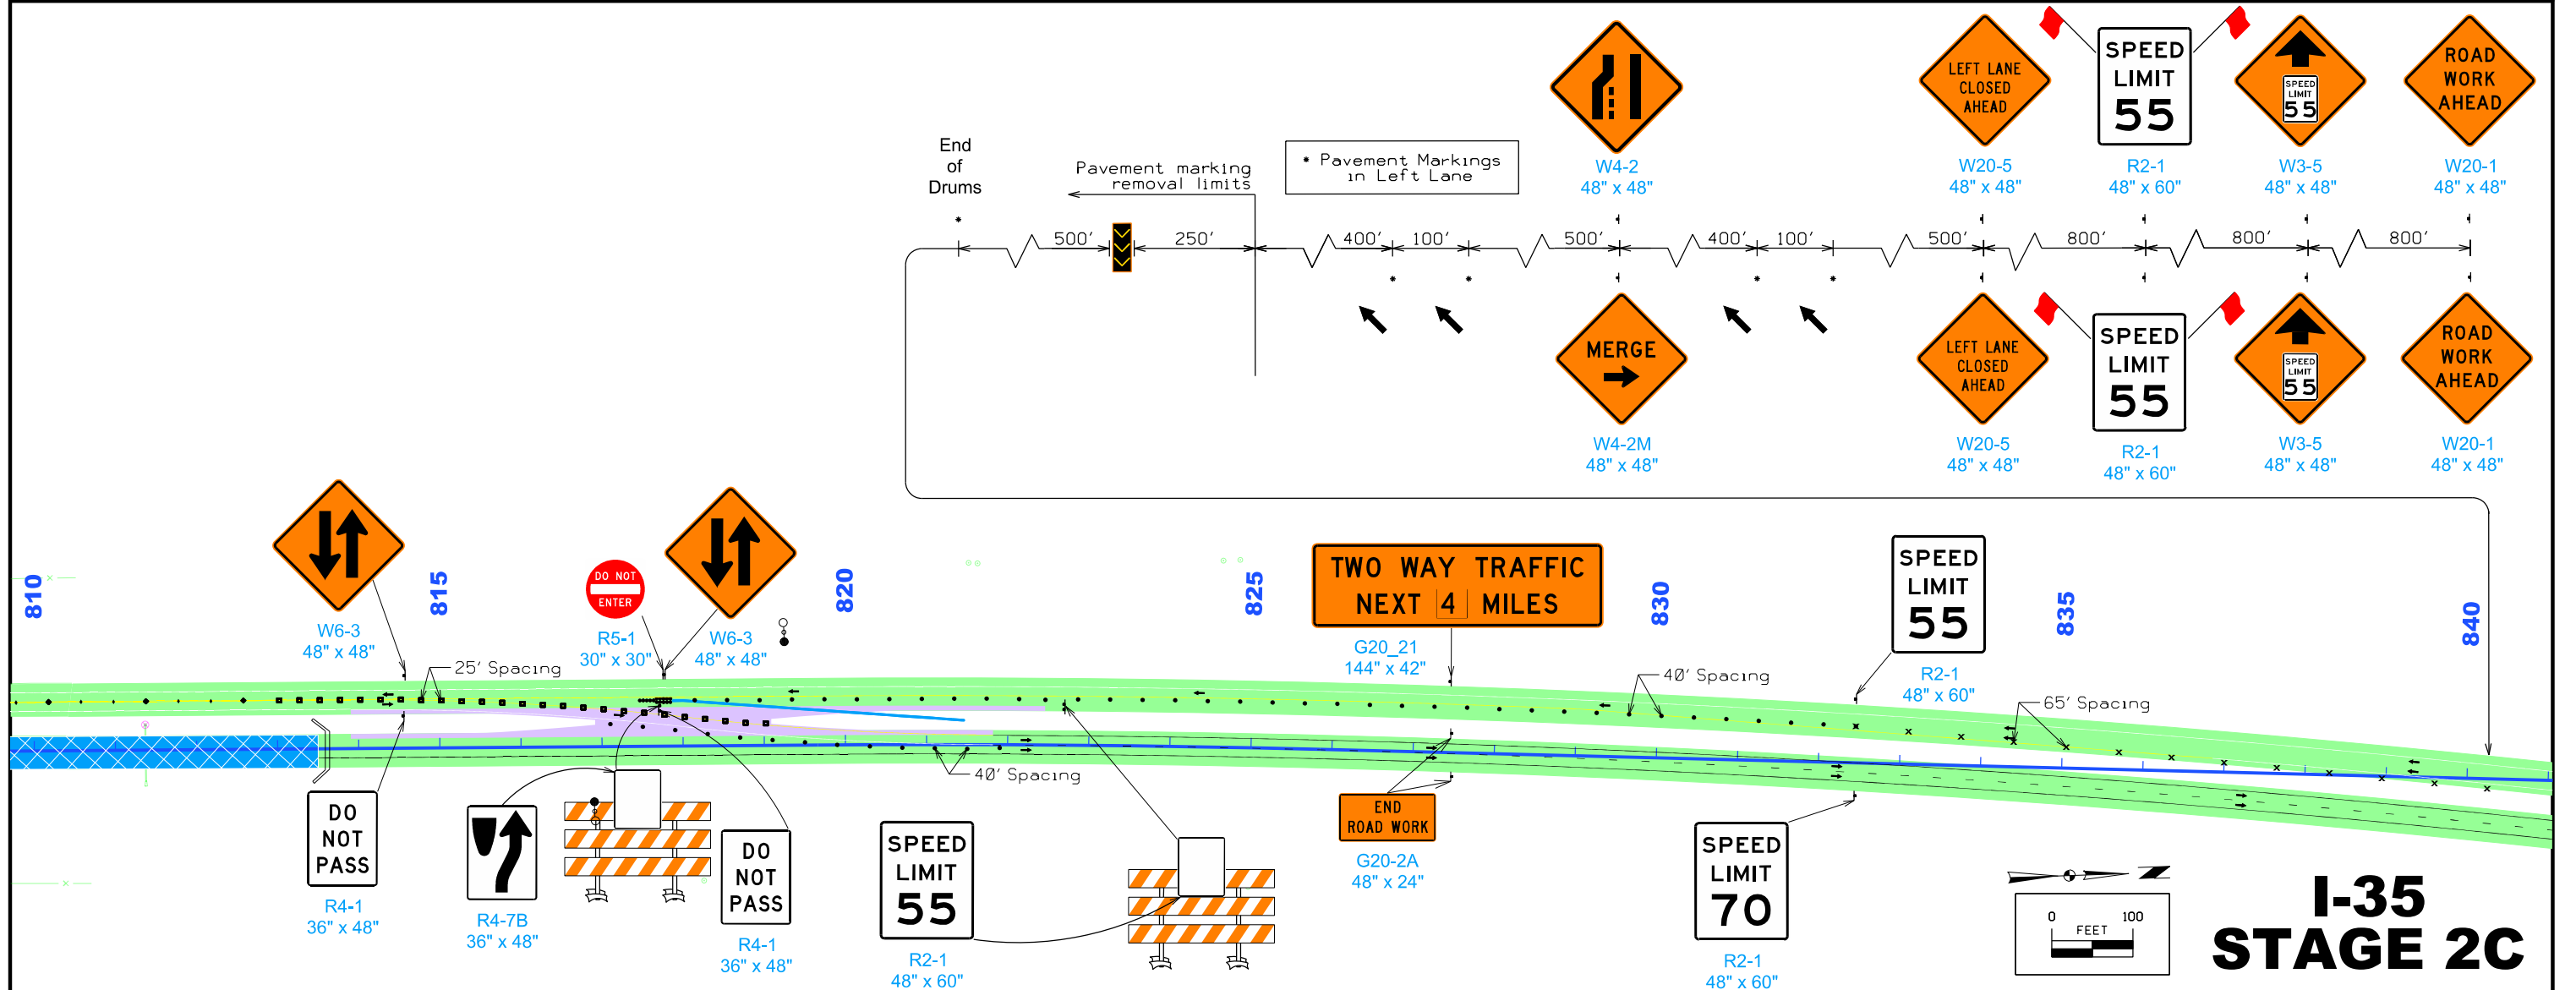 LEFT LANE
CLOSED
AHEAD
W20-5
48" x 48"
SPEED
LIMIT
55
R2-1
48" x 60"
SPEED
LIMIT
55
W3-5
48" x 48"
ROAD
WORK
AHEAD
W20-1
48" x 48"
W4-2
48" x 48"
End
of
Drums
Pavement marking
removal limits
* Pavement Markings
in Left Lane
500' 250' 400' 100' 500' 400' 100' 500' 800' 800' 800'
MERGE
W4-2M
48" x 48"
LEFT LANE
CLOSED
AHEAD
W20-5
48" x 48"
SPEED
LIMIT
55
R2-1
48" x 60"
SPEED
LIMIT
55
W3-5
48" x 48"
ROAD
WORK
AHEAD
W20-1
48" x 48"
810 815 820 825 830 835 840
W6-3
48" x 48"
DO NOT
ENTER
R5-1
30" x 30"
W6-3
48" x 48"
TWO WAY TRAFFIC
NEXT 4 MILES
G20_21
144" x 42"
SPEED
LIMIT
55
R2-1
48" x 60"
25' Spacing
40' Spacing
65' Spacing
40' Spacing
DO
NOT
PASS
R4-1
36" x 48"
R4-7B
36" x 48"
DO
NOT
PASS
R4-1
36" x 48"
SPEED
LIMIT
55
R2-1
48" x 60"
END
ROAD WORK
G20-2A
48" x 24"
SPEED
LIMIT
70
R2-1
48" x 60"
0 100
FEET
I-35
STAGE 2C